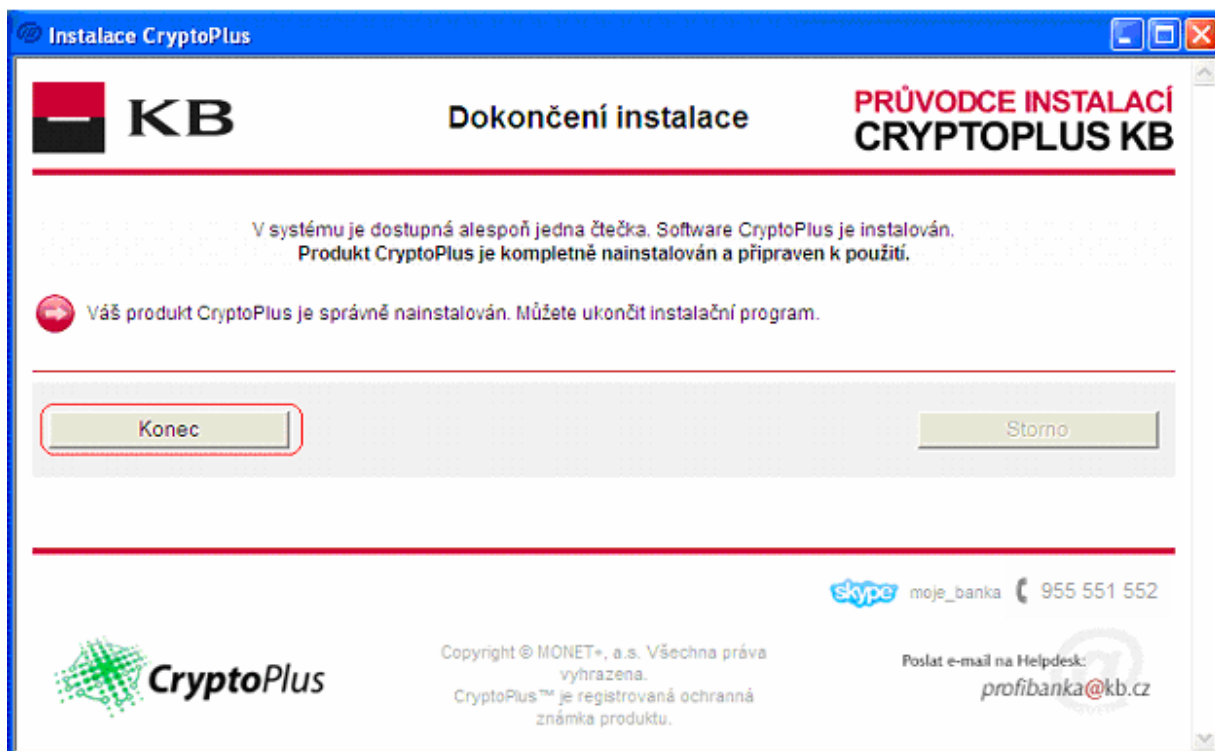 Instalace CryptoPlus
KB
Dokončení instalace
PRŮVODCE INSTALACÍ
CRYPTOPLUS KB
V systému je dostupná alespoň jedna čtečka. Software CryptoPlus je instalován.
Produkt CryptoPlus je kompletně nainstalován a připraven k použití.
Váš produkt CryptoPlus je správně nainstalován. Můžete ukončit instalační program.
Konec
Storno
skype moje_banka 955 551 552
CryptoPlus
Copyright © MONET+, a.s. Všechna práva
vyhrazena.
CryptoPlus™ je registrovaná ochranná
známka produktu.
Poslat e-mail na Helpdesk:
profibanka@kb.cz